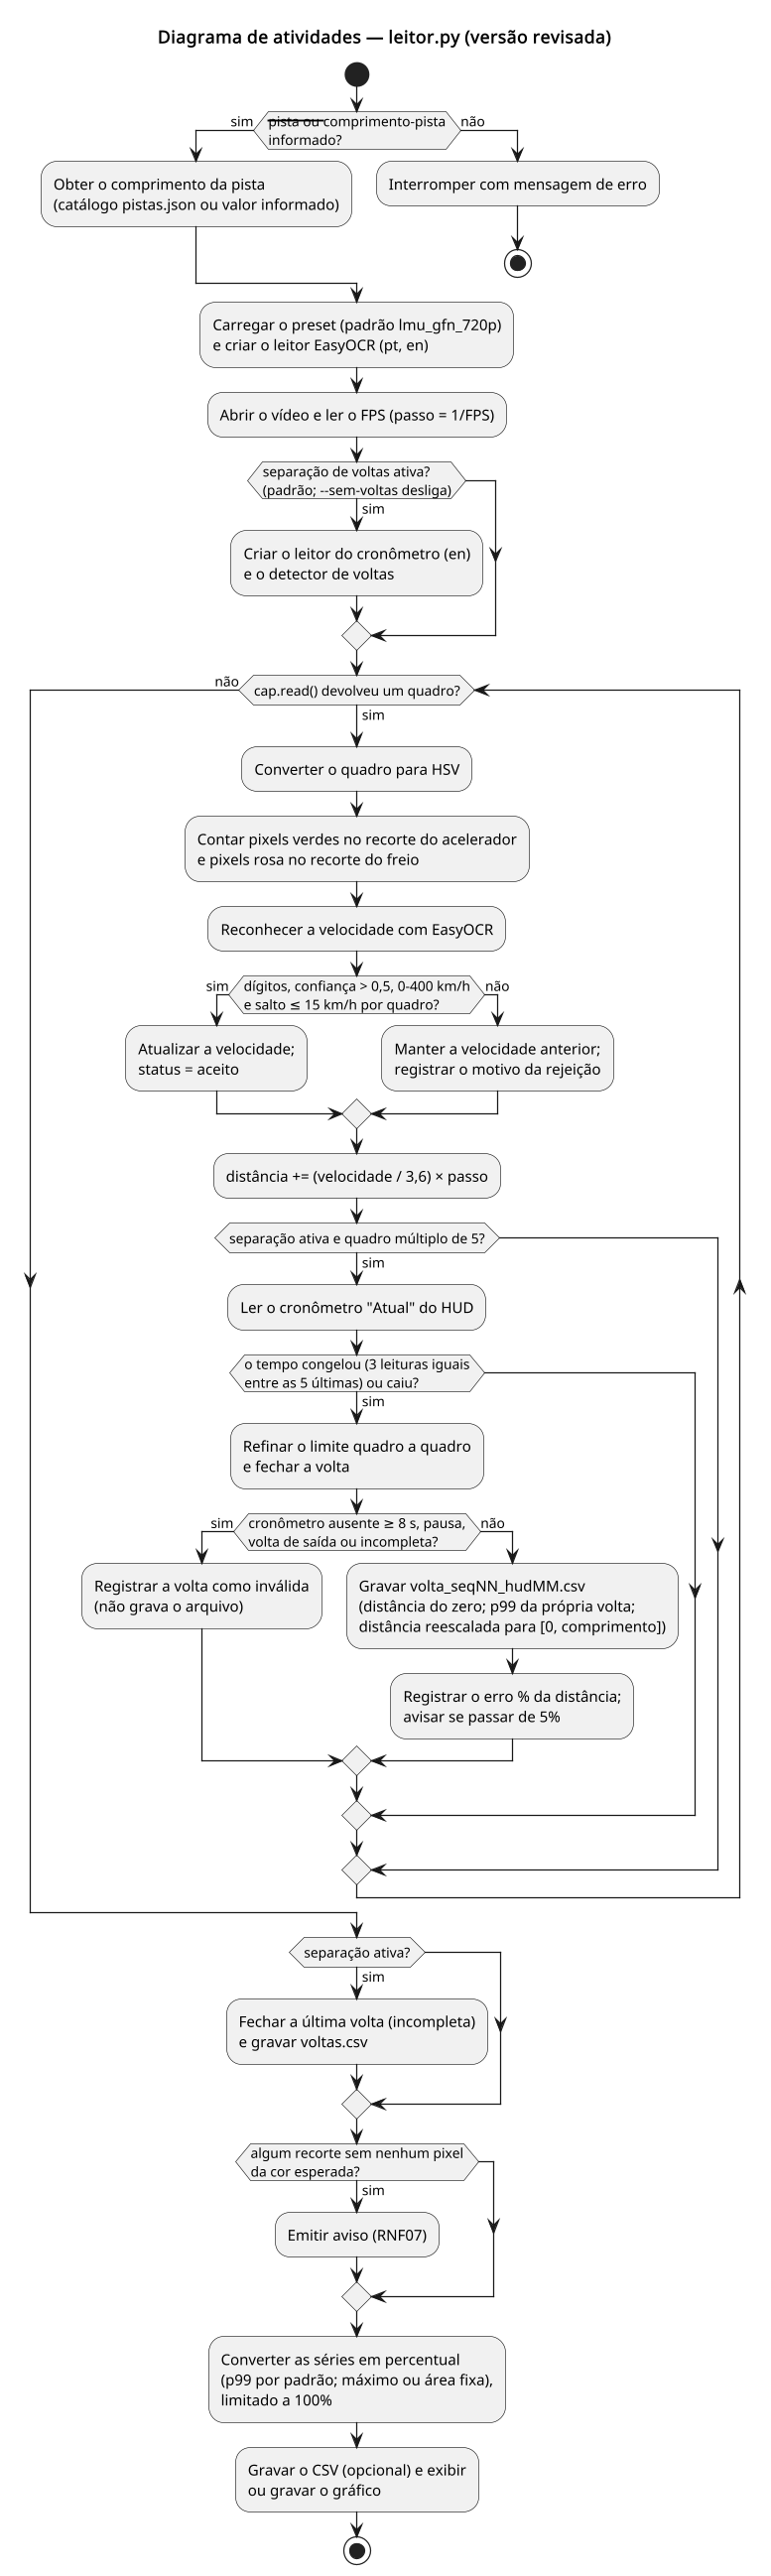 Diagrama de atividades — leitor.py (versão revisada)
sim
pista ou comprimento-pista
informado?
não
Obter o comprimento da pista
(catálogo pistas.json ou valor informado)
Interromper com mensagem de erro
Carregar o preset (padrão lmu_gfn_720p)
e criar o leitor EasyOCR (pt, en)
Abrir o vídeo e ler o FPS (passo = 1/FPS)
separação de voltas ativa?
(padrão; --sem-voltas desliga)
sim
Criar o leitor do cronômetro (en)
e o detector de voltas
não
cap.read() devolveu um quadro?
sim
Converter o quadro para HSV
Contar pixels verdes no recorte do acelerador
e pixels rosa no recorte do freio
Reconhecer a velocidade com EasyOCR
sim
dígitos, confiança > 0,5, 0-400 km/h
e salto ≤ 15 km/h por quadro?
não
Atualizar a velocidade;
status = aceito
Manter a velocidade anterior;
registrar o motivo da rejeição
distância += (velocidade / 3,6) × passo
separação ativa e quadro múltiplo de 5?
sim
Ler o cronômetro "Atual" do HUD
o tempo congelou (3 leituras iguais
entre as 5 últimas) ou caiu?
sim
Refinar o limite quadro a quadro
e fechar a volta
sim
cronômetro ausente ≥ 8 s, pausa,
volta de saída ou incompleta?
não
Registrar a volta como inválida
(não grava o arquivo)
Gravar volta_seqNN_hudMM.csv
(distância do zero; p99 da própria volta;
distância reescalada para [0, comprimento])
Registrar o erro % da distância;
avisar se passar de 5%
separação ativa?
sim
Fechar a última volta (incompleta)
e gravar voltas.csv
algum recorte sem nenhum pixel
da cor esperada?
sim
Emitir aviso (RNF07)
Converter as séries em percentual
(p99 por padrão; máximo ou área fixa),
limitado a 100%
Gravar o CSV (opcional) e exibir
ou gravar o gráfico